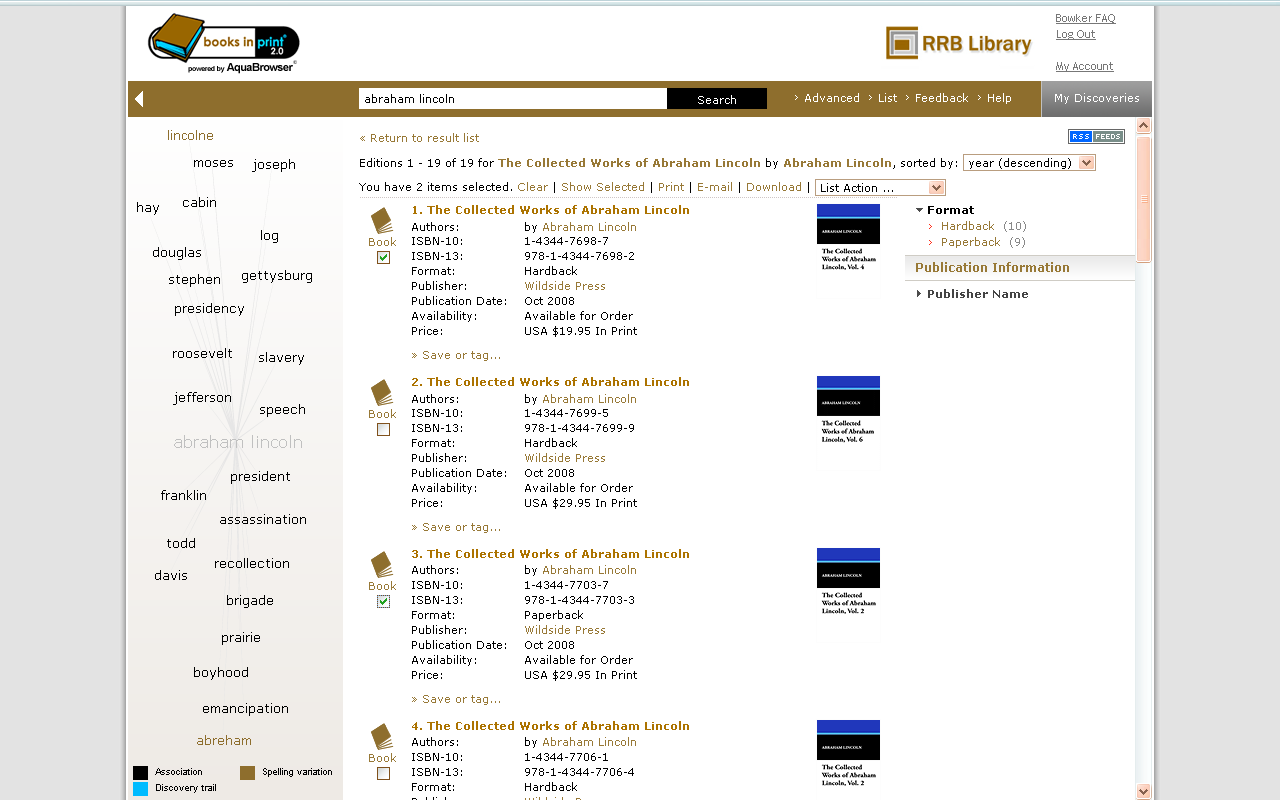 books in print® 2.0
powered by AquaBrowser®
RRB Library
Bowker FAQ
Log Out
My Account
abraham lincoln
Search
Advanced
List
Feedback
Help
My Discoveries
lincolne
moses
joseph
hay
cabin
log
douglas
stephen
gettysburg
presidency
roosevelt
slavery
jefferson
speech
abraham lincoln
president
franklin
assassination
todd
recollection
davis
brigade
prairie
boyhood
emancipation
abreham
Association
Spelling variation
Discovery trail
« Return to result list
RSS FEEDS
Editions 1 - 19 of 19 for The Collected Works of Abraham Lincoln by Abraham Lincoln, sorted by: year (descending)
You have 2 items selected. Clear | Show Selected | Print | E-mail | Download | List Action ...
Book
1. The Collected Works of Abraham Lincoln
Authors: by Abraham Lincoln
ISBN-10: 1-4344-7698-7
ISBN-13: 978-1-4344-7698-2
Format: Hardback
Publisher: Wildside Press
Publication Date: Oct 2008
Availability: Available for Order
Price: USA $19.95 In Print
» Save or tag...
ABRAHAM LINCOLN
The Collected
Works of Abraham
Lincoln, Vol. 4
Book
2. The Collected Works of Abraham Lincoln
Authors: by Abraham Lincoln
ISBN-10: 1-4344-7699-5
ISBN-13: 978-1-4344-7699-9
Format: Hardback
Publisher: Wildside Press
Publication Date: Oct 2008
Availability: Available for Order
Price: USA $29.95 In Print
» Save or tag...
ABRAHAM LINCOLN
The Collected
Works of Abraham
Lincoln, Vol. 6
Book
3. The Collected Works of Abraham Lincoln
Authors: by Abraham Lincoln
ISBN-10: 1-4344-7703-7
ISBN-13: 978-1-4344-7703-3
Format: Paperback
Publisher: Wildside Press
Publication Date: Oct 2008
Availability: Available for Order
Price: USA $29.95 In Print
» Save or tag...
ABRAHAM LINCOLN
The Collected
Works of Abraham
Lincoln, Vol. 2
Book
4. The Collected Works of Abraham Lincoln
Authors: by Abraham Lincoln
ISBN-10: 1-4344-7706-1
ISBN-13: 978-1-4344-7706-4
Format: Hardback
Publisher: Wildside Press
ABRAHAM LINCOLN
The Collected
Works of Abraham
Lincoln, Vol. 2
Format
Hardback (10)
Paperback (9)
Publication Information
Publisher Name